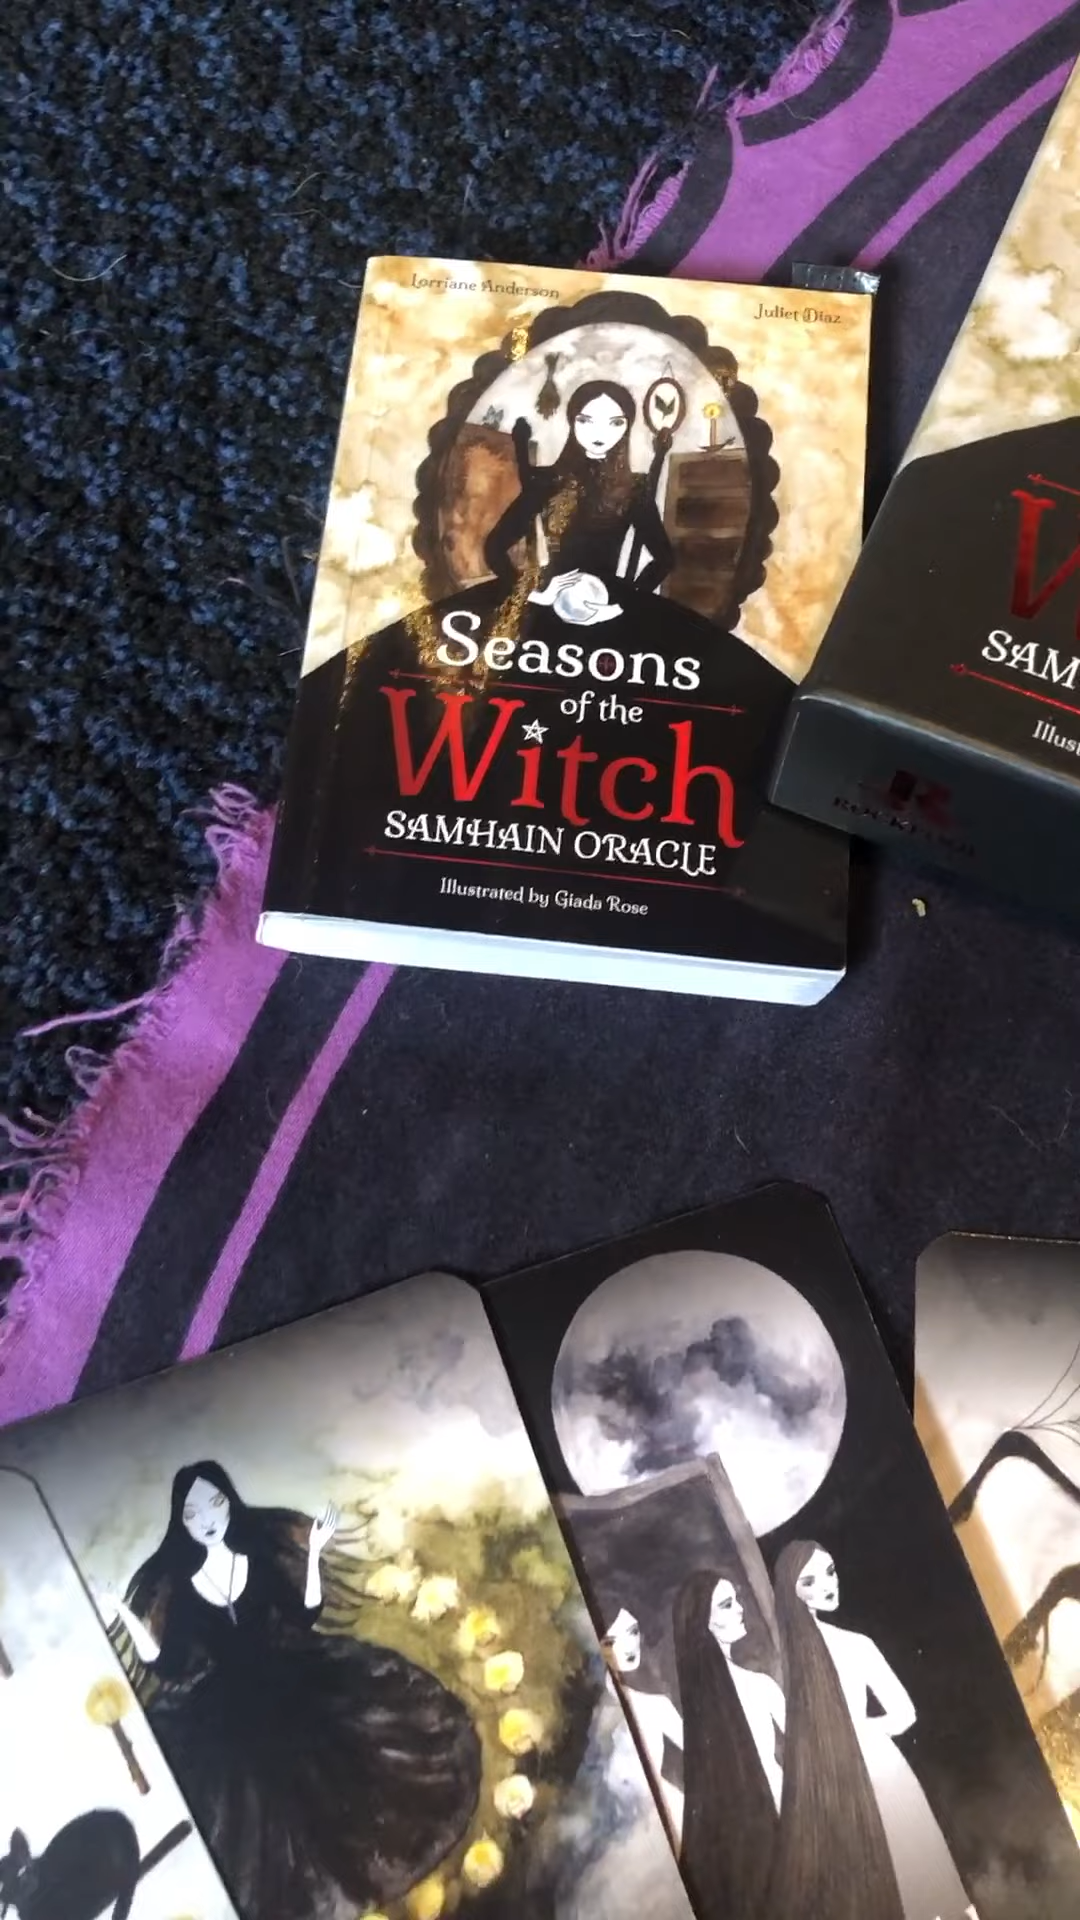 Lorriane Anderson
Juliet Diaz
Seasons
of the
Witch
SAMHAIN ORACLE
Illustrated by Giada Rose